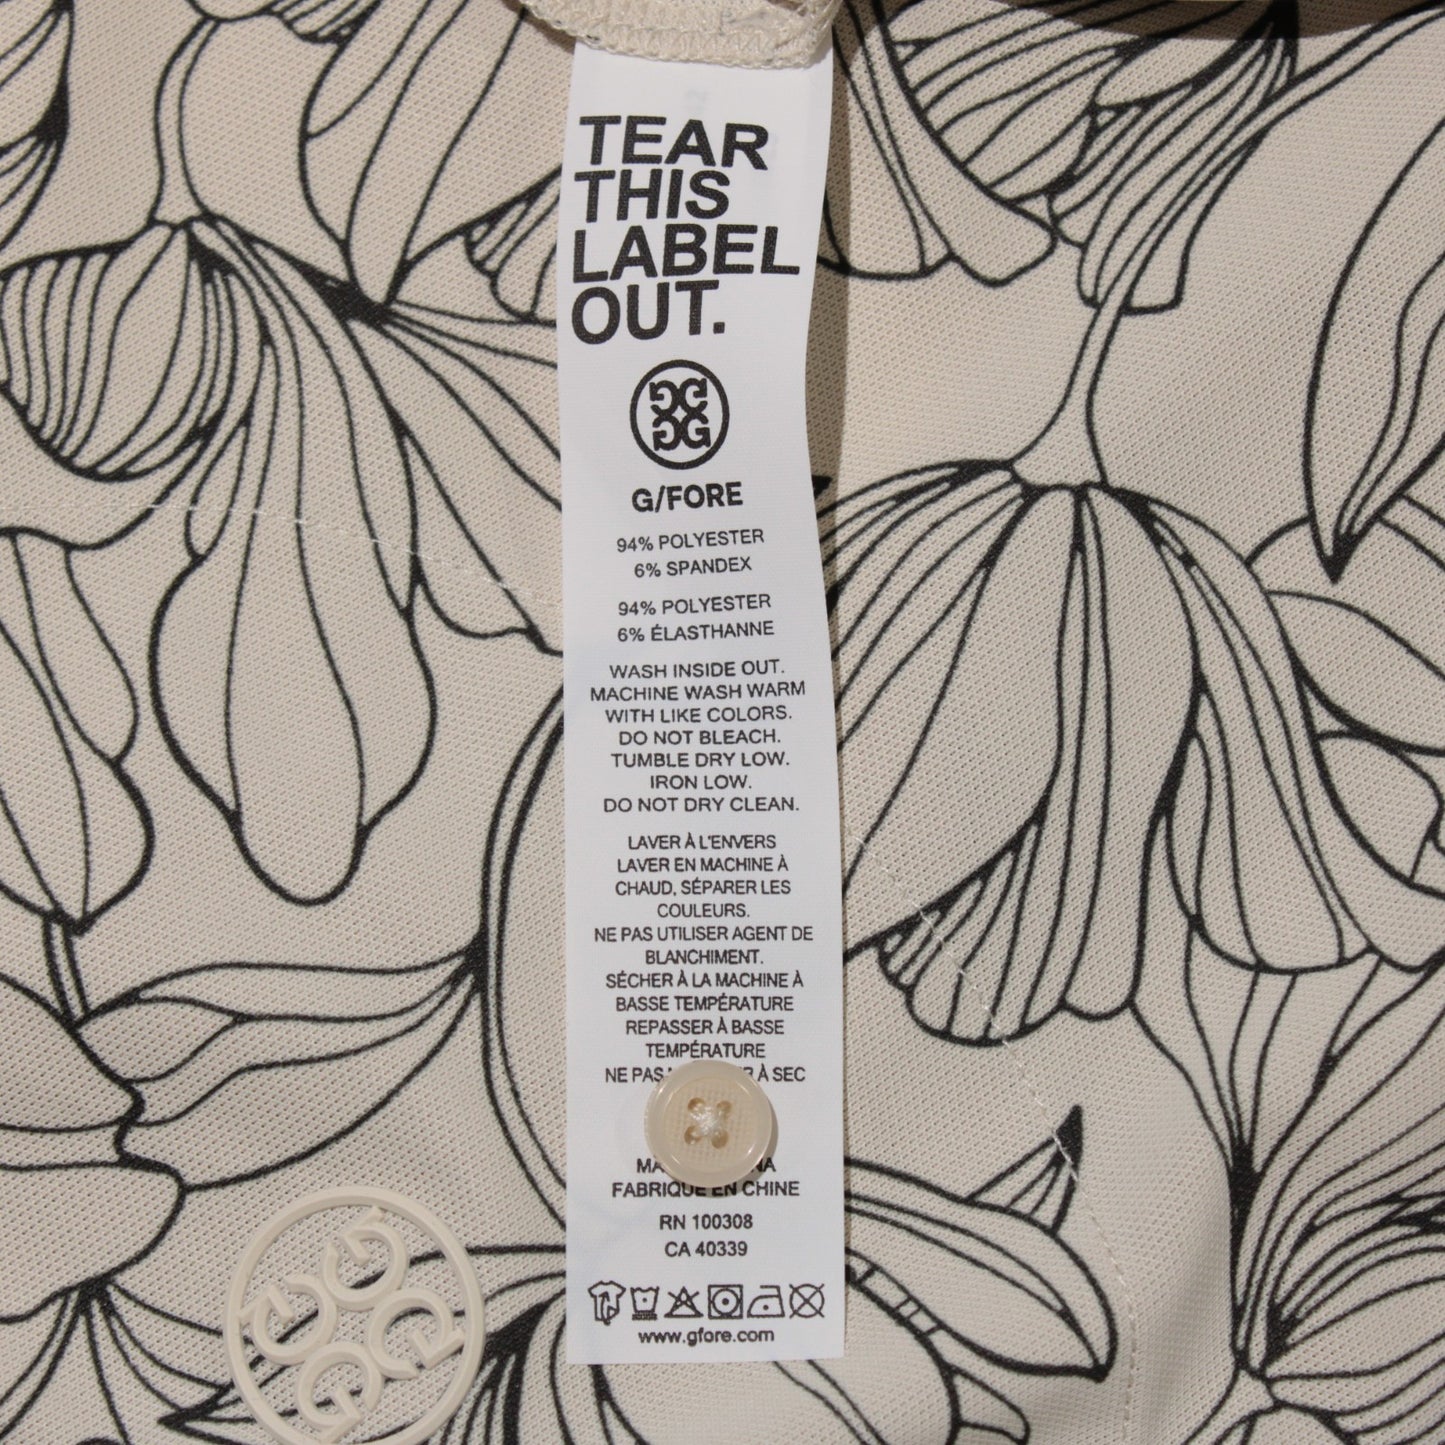 TEAR
THIS
LABEL
OUT.
G/FORE
94% POLYESTER
6% SPANDEX
94% POLYESTER
6% ÉLASTHANNE
WASH INSIDE OUT.
MACHINE WASH WARM
WITH LIKE COLORS.
DO NOT BLEACH.
TUMBLE DRY LOW.
IRON LOW.
DO NOT DRY CLEAN.
LAVER À L'ENVERS
LAVER EN MACHINE À
CHAUD, SÉPARER LES
COULEURS.
NE PAS UTILISER AGENT DE
BLANCHIMENT.
SÉCHER À LA MACHINE À
BASSE TEMPÉRATURE
REPASSER À BASSE
TEMPÉRATURE
NE PAS À SEC
FABRIQUE EN CHINE
RN 100308
CA 40339
www.gfore.com